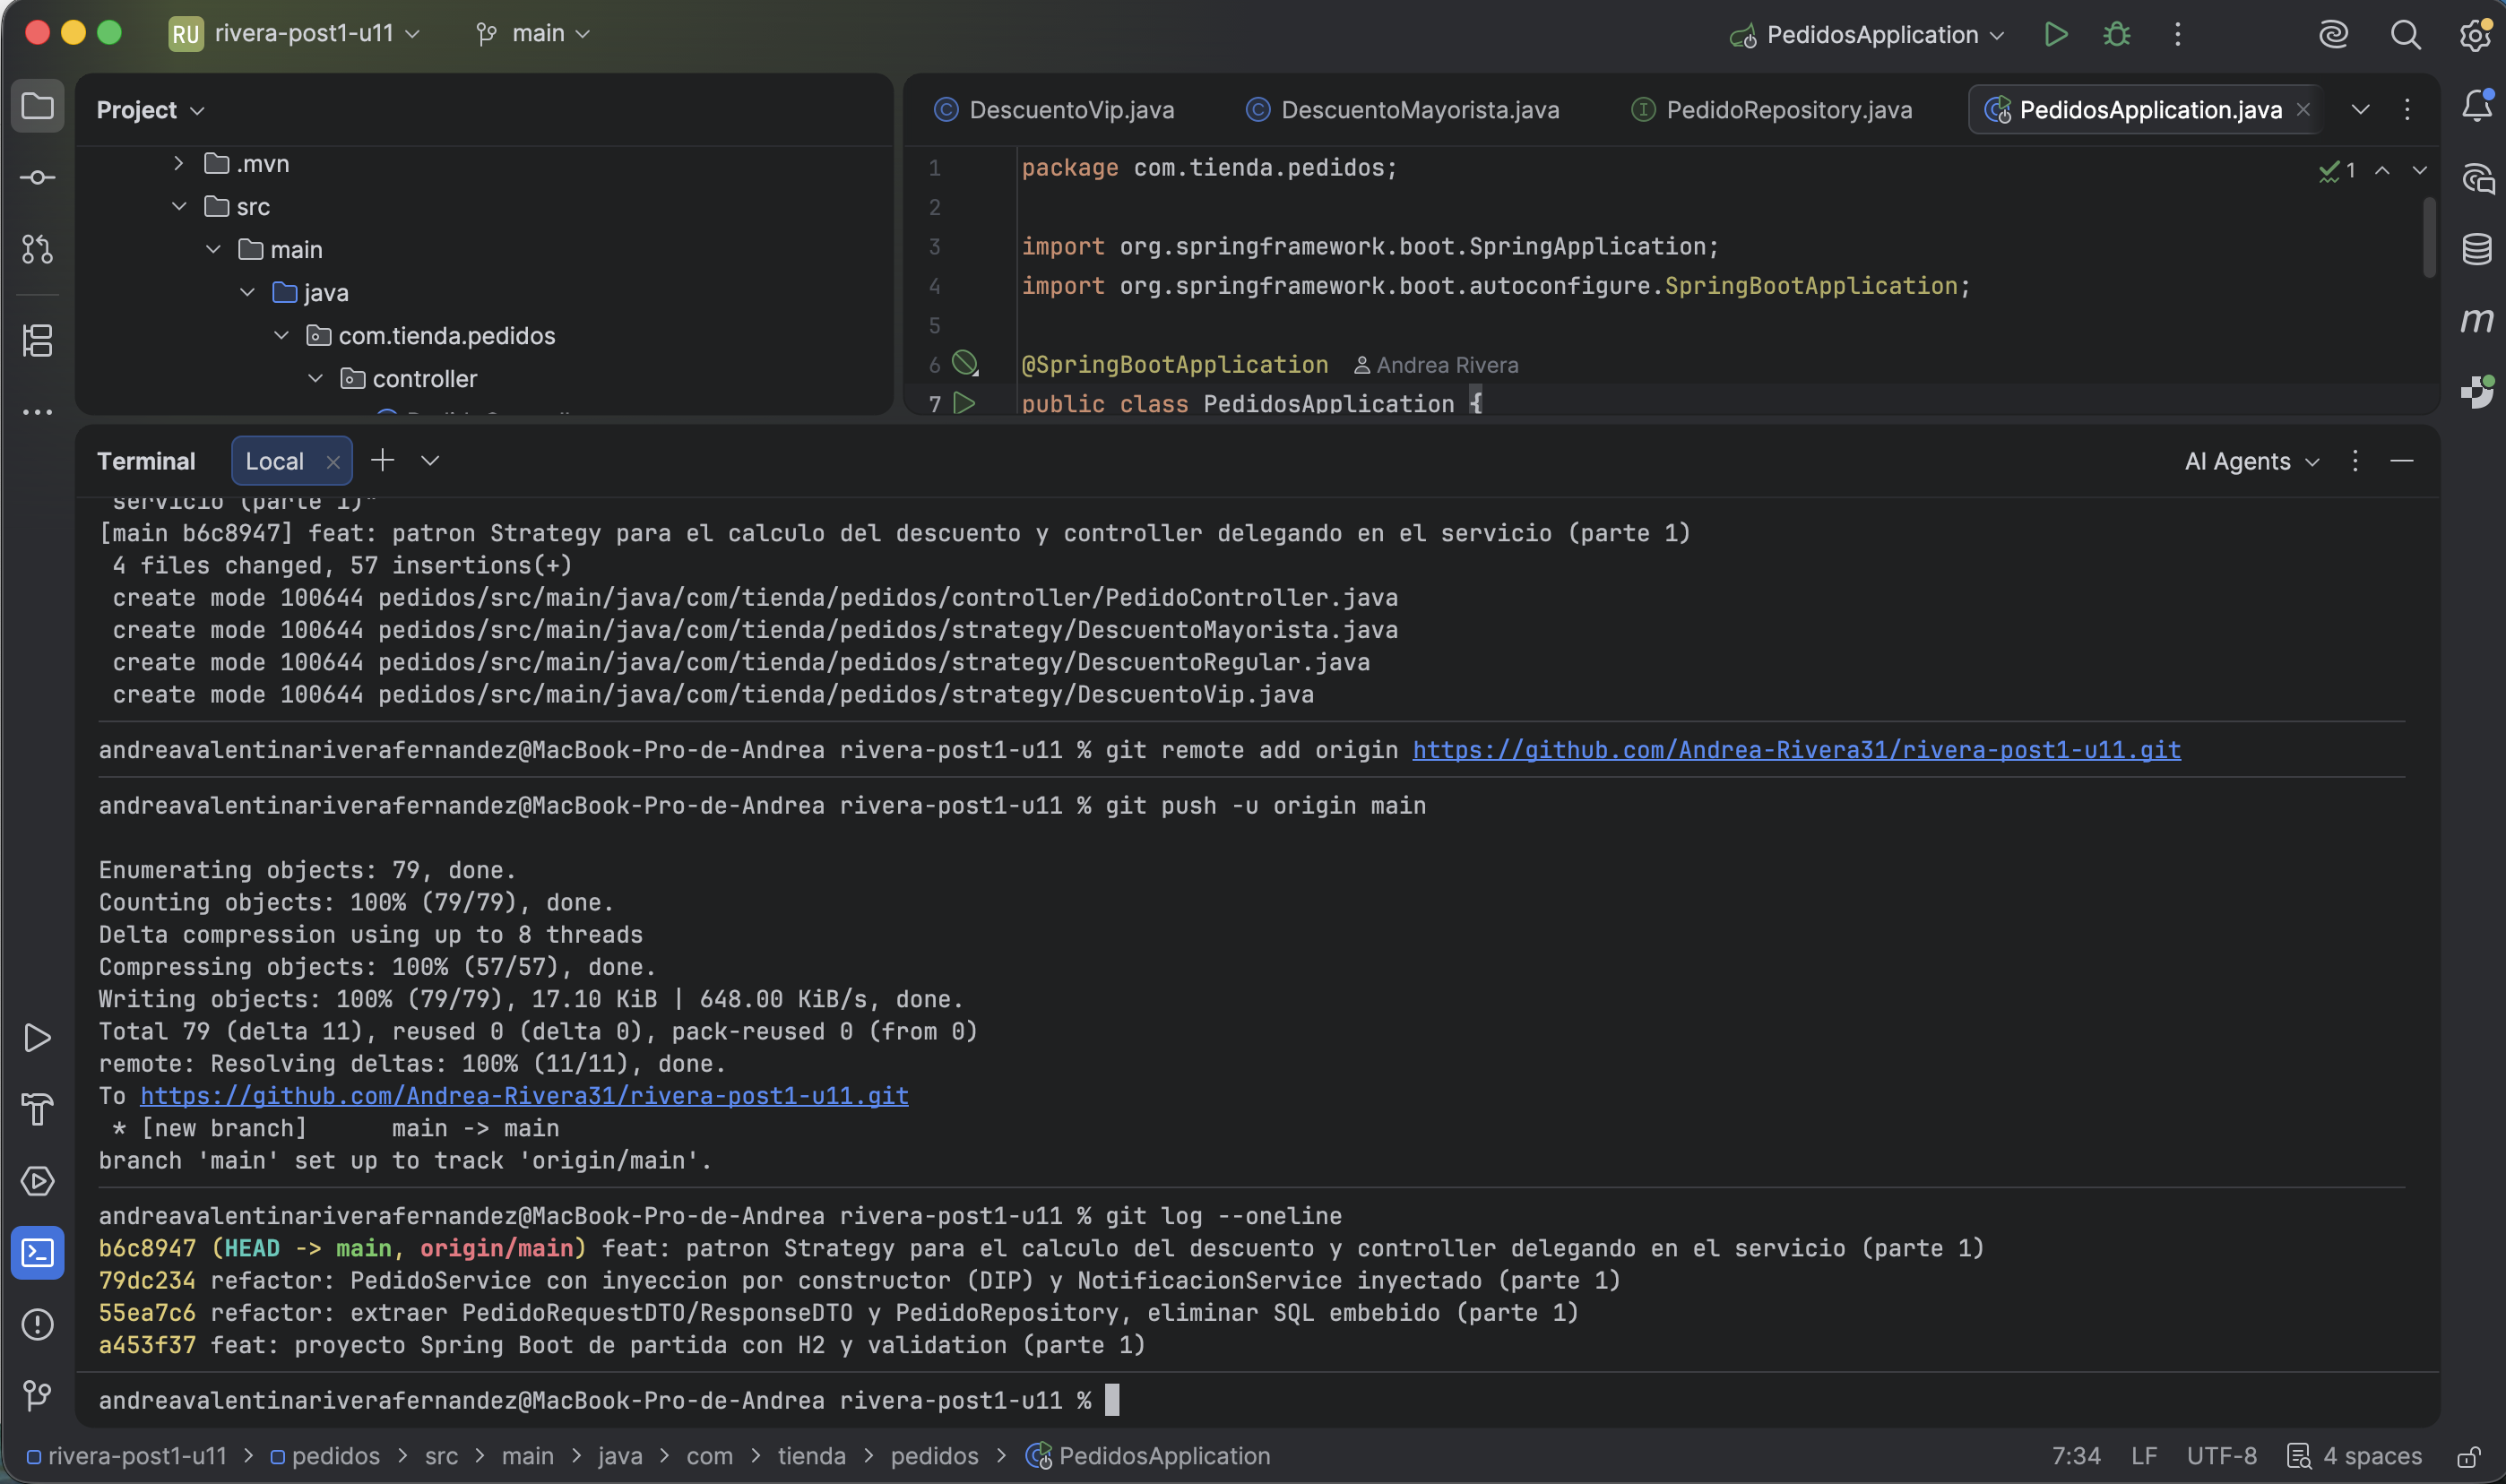 RU rivera-post1-u11 main PedidosApplication
Project
DescuentoVip.java DescuentoMayorista.java PedidoRepository.java PedidosApplication.java
.mvn
src
main
java
com.tienda.pedidos
controller
1 package com.tienda.pedidos; 1
2
3 import org.springframework.boot.SpringApplication;
4 import org.springframework.boot.autoconfigure.SpringBootApplication;
5
6 @SpringBootApplication Andrea Rivera
7 public class PedidosApplication {
Terminal Local AI Agents
servicio (parte 1)"
[main b6c8947] feat: patron Strategy para el calculo del descuento y controller delegando en el servicio (parte 1)
4 files changed, 57 insertions(+)
create mode 100644 pedidos/src/main/java/com/tienda/pedidos/controller/PedidoController.java
create mode 100644 pedidos/src/main/java/com/tienda/pedidos/strategy/DescuentoMayorista.java
create mode 100644 pedidos/src/main/java/com/tienda/pedidos/strategy/DescuentoRegular.java
create mode 100644 pedidos/src/main/java/com/tienda/pedidos/strategy/DescuentoVip.java
andreavalentinariverafernandez@MacBook-Pro-de-Andrea rivera-post1-u11 % git remote add origin https://github.com/Andrea-Rivera31/rivera-post1-u11.git
andreavalentinariverafernandez@MacBook-Pro-de-Andrea rivera-post1-u11 % git push -u origin main
Enumerating objects: 79, done.
Counting objects: 100% (79/79), done.
Delta compression using up to 8 threads
Compressing objects: 100% (57/57), done.
Writing objects: 100% (79/79), 17.10 KiB | 648.00 KiB/s, done.
Total 79 (delta 11), reused 0 (delta 0), pack-reused 0 (from 0)
remote: Resolving deltas: 100% (11/11), done.
To https://github.com/Andrea-Rivera31/rivera-post1-u11.git
* [new branch] main -> main
branch 'main' set up to track 'origin/main'.
andreavalentinariverafernandez@MacBook-Pro-de-Andrea rivera-post1-u11 % git log --oneline
b6c8947 (HEAD -> main, origin/main) feat: patron Strategy para el calculo del descuento y controller delegando en el servicio (parte 1)
79dc234 refactor: PedidoService con inyeccion por constructor (DIP) y NotificacionService inyectado (parte 1)
55ea7c6 refactor: extraer PedidoRequestDTO/ResponseDTO y PedidoRepository, eliminar SQL embebido (parte 1)
a453f37 feat: proyecto Spring Boot de partida con H2 y validation (parte 1)
andreavalentinariverafernandez@MacBook-Pro-de-Andrea rivera-post1-u11 %
rivera-post1-u11 > pedidos > src > main > java > com > tienda > pedidos > PedidosApplication 7:34 LF UTF-8 4 spaces